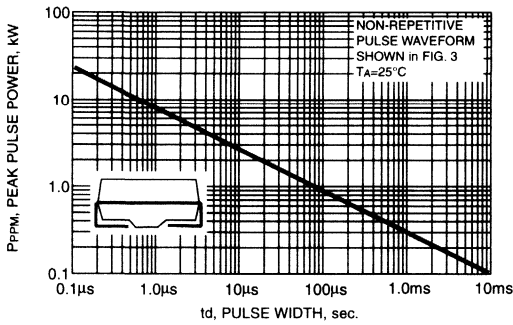 100
10
1.0
0.1
PPPM, PEAK PULSE POWER, kW
NON-REPETITIVE
PULSE WAVEFORM
SHOWN in FIG. 3
TA=25°C
0.1µs 1.0µs 10µs 100µs 1.0ms 10ms
td, PULSE WIDTH, sec.